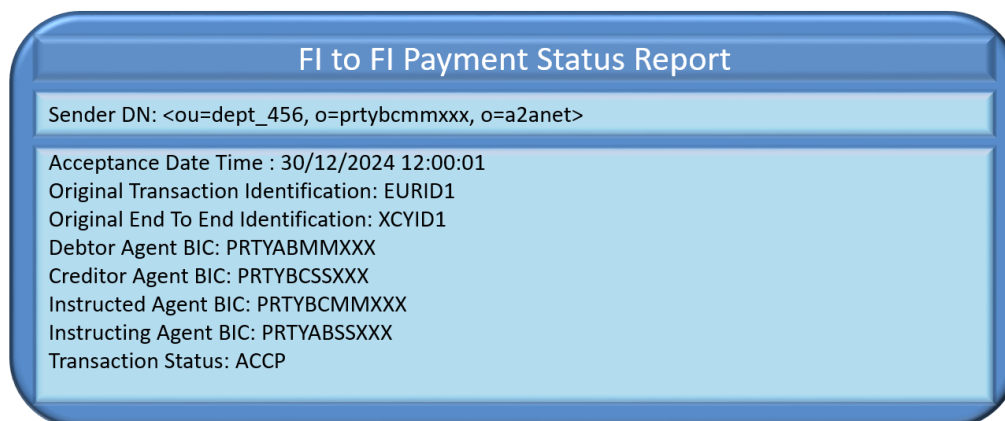 FI to FI Payment Status Report
Sender DN: <ou=dept_456, o=prtybcmmxxx, o=a2anet>
Acceptance Date Time : 30/12/2024 12:00:01
Original Transaction Identification: EURID1
Original End To End Identification: XCYID1
Debtor Agent BIC: PRTYABMMXXX
Creditor Agent BIC: PRTYBCSSXXX
Instructed Agent BIC: PRTYBCMMXXX
Instructing Agent BIC: PRTYABSSXXX
Transaction Status: ACCP